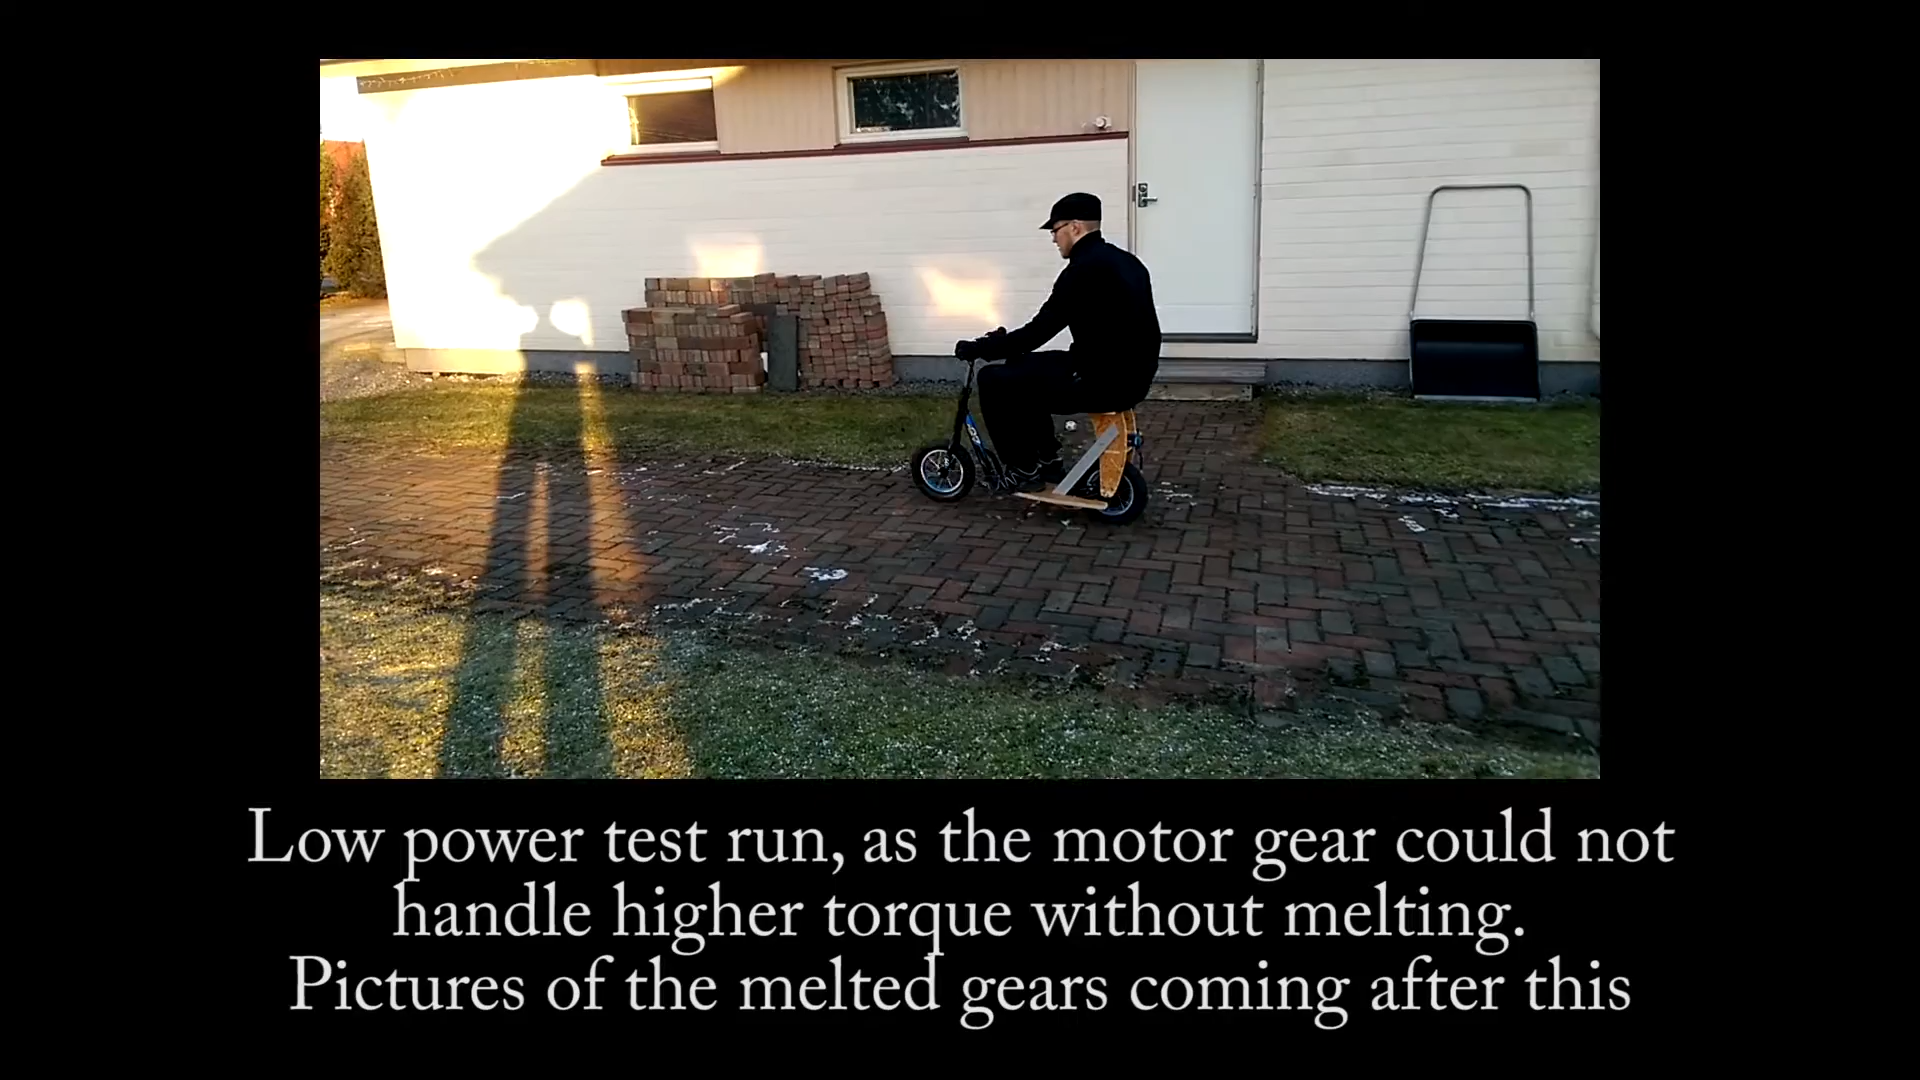 Low power test run, as the motor gear could not
handle higher torque without melting.
Pictures of the melted gears coming after this